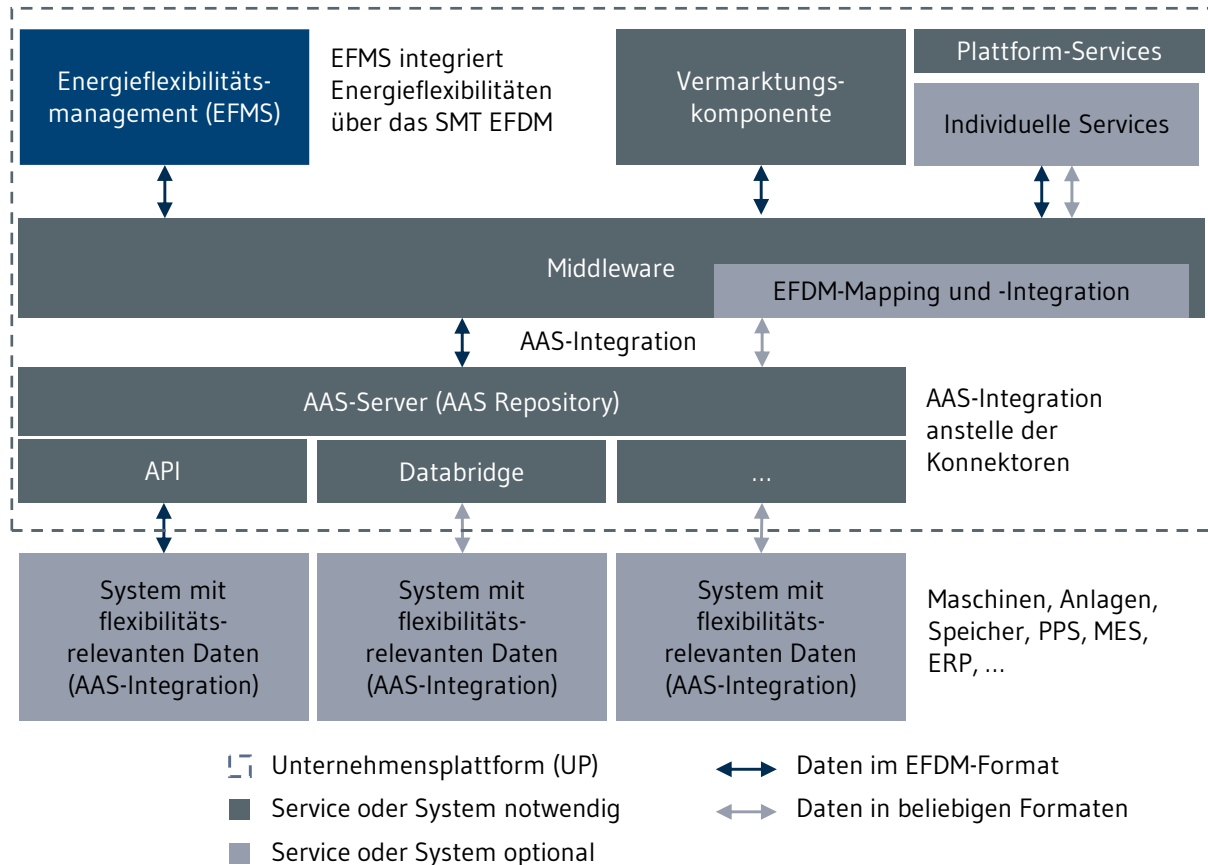 Energieflexibilitäts-
management (EFMS)
EFMS integriert
Energieflexibilitäten
über das SMT EFDM
Vermarktungs-
komponente
Plattform-Services
Individuelle Services
Middleware
EFDM-Mapping und -Integration
AAS-Integration
AAS-Server (AAS Repository)
AAS-Integration
anstelle der
Konnektoren
API
Databridge
...
System mit
flexibilitäts-
relevanten Daten
(AAS-Integration)
System mit
flexibilitäts-
relevanten Daten
(AAS-Integration)
System mit
flexibilitäts-
relevanten Daten
(AAS-Integration)
Maschinen, Anlagen,
Speicher, PPS, MES,
ERP, ...
Unternehmensplattform (UP)
Service oder System notwendig
Service oder System optional
Daten im EFDM-Format
Daten in beliebigen Formaten